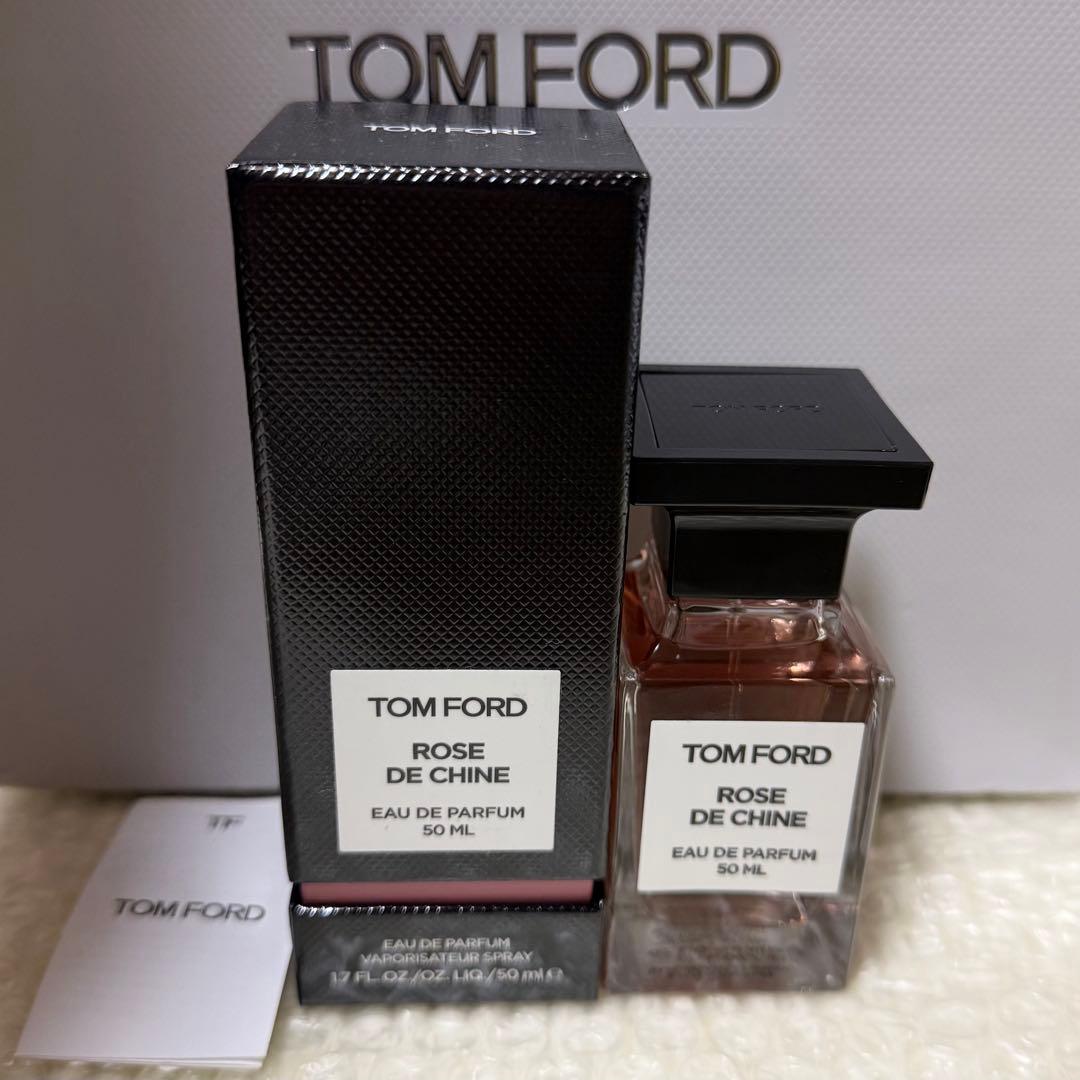 TOM FORD
TOM FORD
TOM FORD
TOM FORD
ROSE
DE CHINE
EAU DE PARFUM
50 ML
EAU DE PARFUM
VAPORISATEUR SPRAY
1.7 FL. OZ./OZ. LIQ./50 ml ℮
TOM FORD
ROSE
DE CHINE
EAU DE PARFUM
50 ML
TF
TOM FORD